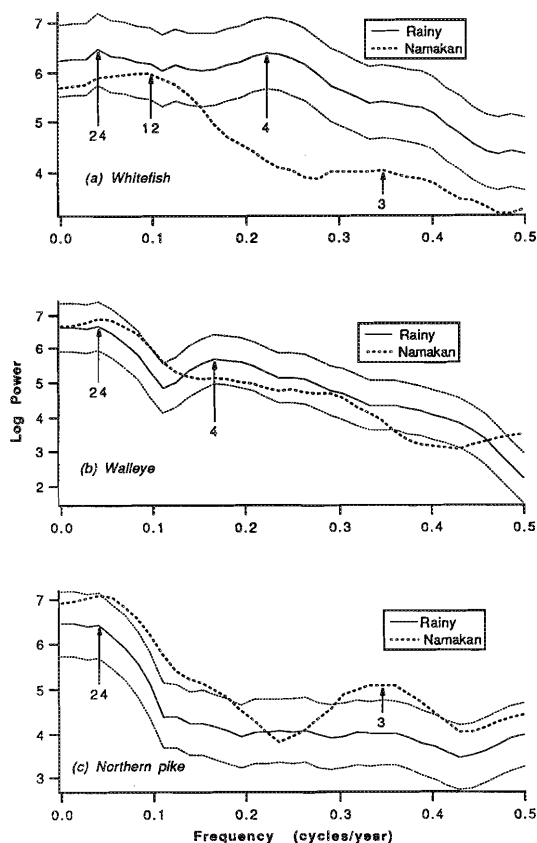 7
6
5
4
Rainy
Namakan
24
12
4
3
(a) Whitefish
0.0 0.1 0.2 0.3 0.4 0.5
7
6
5
4
3
2
Log Power
Rainy
Namakan
24
4
(b) Walleye
0.0 0.1 0.2 0.3 0.4 0.5
7
6
5
4
3
Rainy
Namakan
24
3
(c) Northern pike
0.0 0.1 0.2 0.3 0.4 0.5
Frequency (cycles/year)